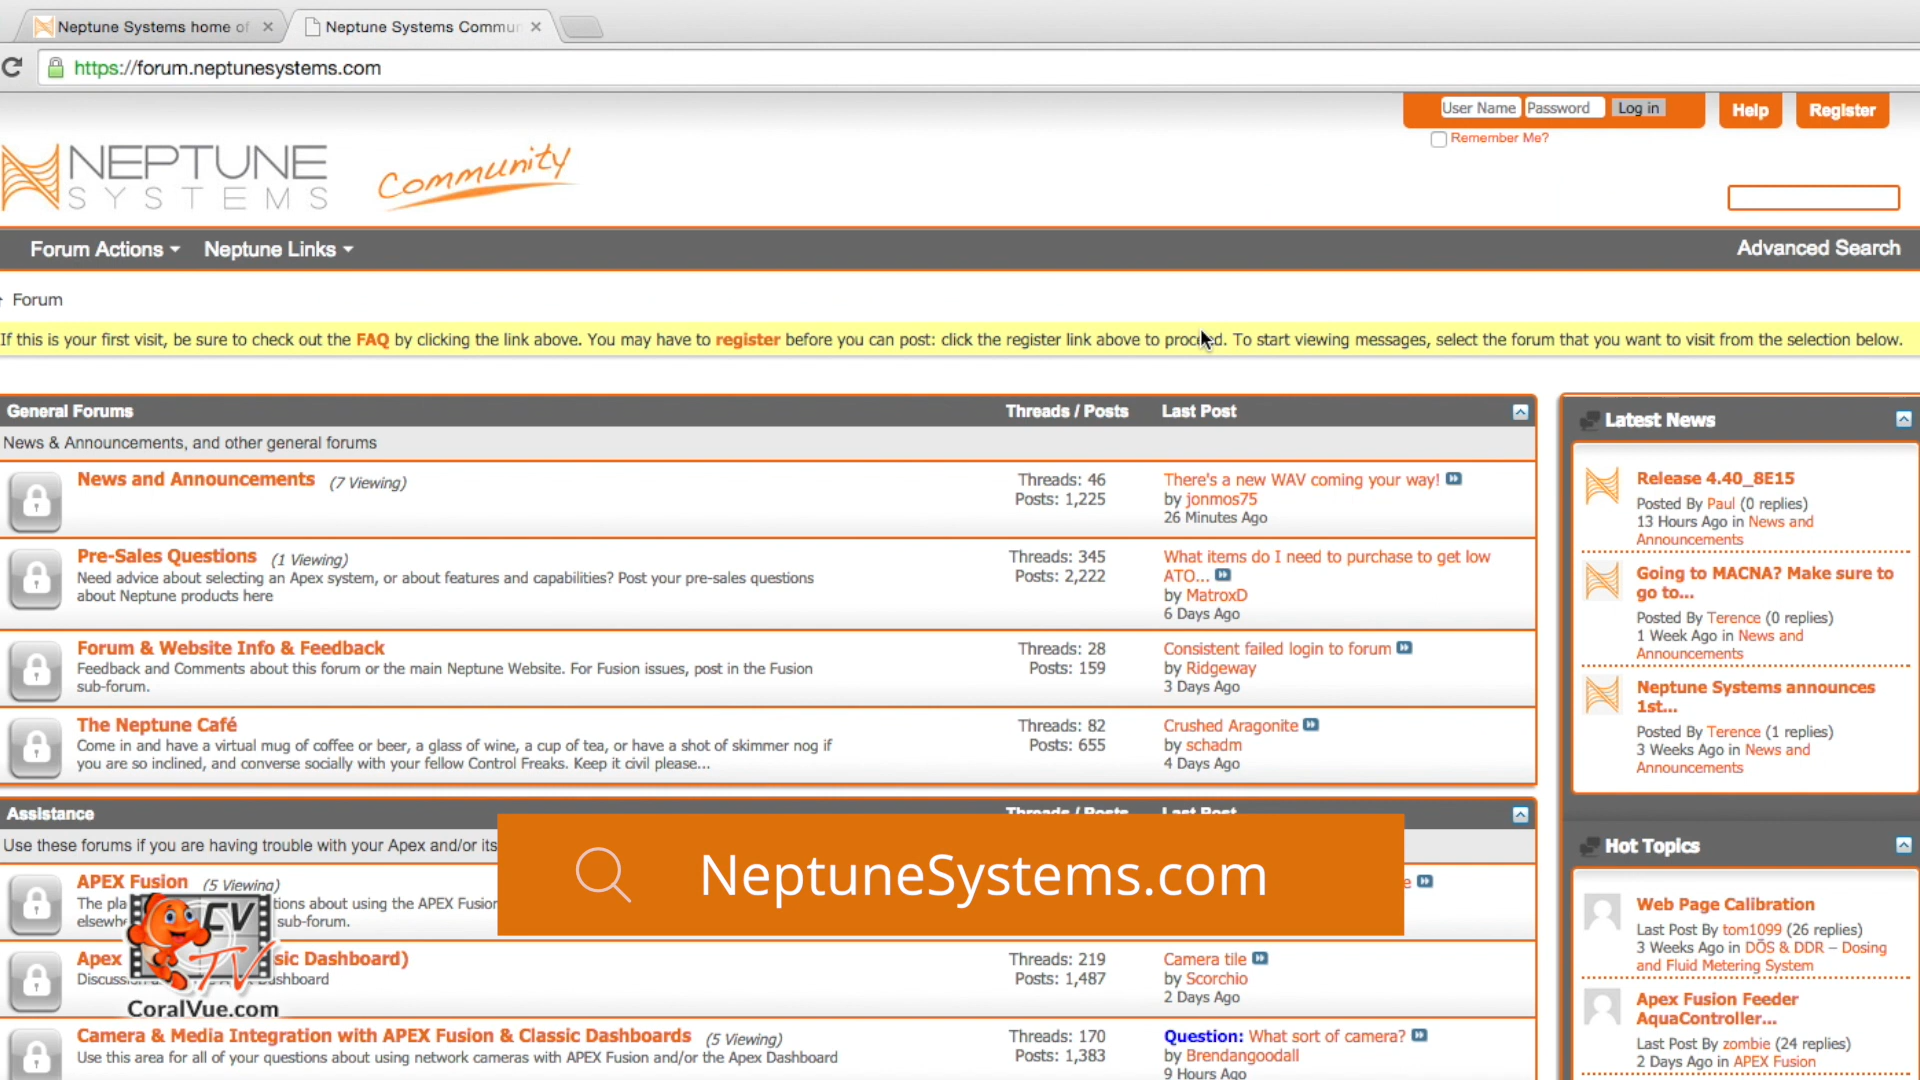 Neptune Systems home of
Neptune Systems Commun
https://forum.neptunesystems.com
User Name Password Log in Help Register
Remember Me?
NEPTUNE
SYSTEMS
Community
Forum Actions Neptune Links Advanced Search
Forum
If this is your first visit, be sure to check out the FAQ by clicking the link above. You may have to register before you can post: click the register link above to proceed. To start viewing messages, select the forum that you want to visit from the selection below.
General Forums Threads / Posts Last Post
News & Announcements, and other general forums
News and Announcements (7 Viewing)
Threads: 46
Posts: 1,225
There's a new WAV coming your way!
by jonmos75
26 Minutes Ago
Pre-Sales Questions (1 Viewing)
Need advice about selecting an Apex system, or about features and capabilities? Post your pre-sales questions
about Neptune products here
Threads: 345
Posts: 2,222
What items do I need to purchase to get low
ATO...
by MatroxD
6 Days Ago
Forum & Website Info & Feedback
Feedback and Comments about this forum or the main Neptune Website. For Fusion issues, post in the Fusion
sub-forum.
Threads: 28
Posts: 159
Consistent failed login to forum
by Ridgeway
3 Days Ago
The Neptune Café
Come in and have a virtual mug of coffee or beer, a glass of wine, a cup of tea, or have a shot of skimmer nog if
you are so inclined, and converse socially with your fellow Control Freaks. Keep it civil please...
Threads: 82
Posts: 655
Crushed Aragonite
by schadm
4 Days Ago
Assistance Threads / Posts Last Post
Use these forums if you are having trouble with your Apex and/or its
APEX Fusion (5 Viewing)
The pla tions about using the APEX Fusion
elsewhe sub-forum.
e
Apex sic Dashboard)
Discuss ashboard
Threads: 219
Posts: 1,487
Camera tile
by Scorchio
2 Days Ago
Camera & Media Integration with APEX Fusion & Classic Dashboards (5 Viewing)
Use this area for all of your questions about using network cameras with APEX Fusion and/or the Apex Dashboard
Threads: 170
Posts: 1,383
Question: What sort of camera?
by Brendangoodall
9 Hours Ago
NeptuneSystems.com
CV
TV
CoralVue.com
Latest News
Release 4.40_8E15
Posted By Paul (0 replies)
13 Hours Ago in News and
Announcements
Going to MACNA? Make sure to
go to...
Posted By Terence (0 replies)
1 Week Ago in News and
Announcements
Neptune Systems announces
1st...
Posted By Terence (1 replies)
3 Weeks Ago in News and
Announcements
Hot Topics
Web Page Calibration
Last Post By tom1099 (26 replies)
3 Weeks Ago in DŌS & DDR – Dosing
and Fluid Metering System
Apex Fusion Feeder
AquaController...
Last Post By zombie (24 replies)
2 Days Ago in APEX Fusion